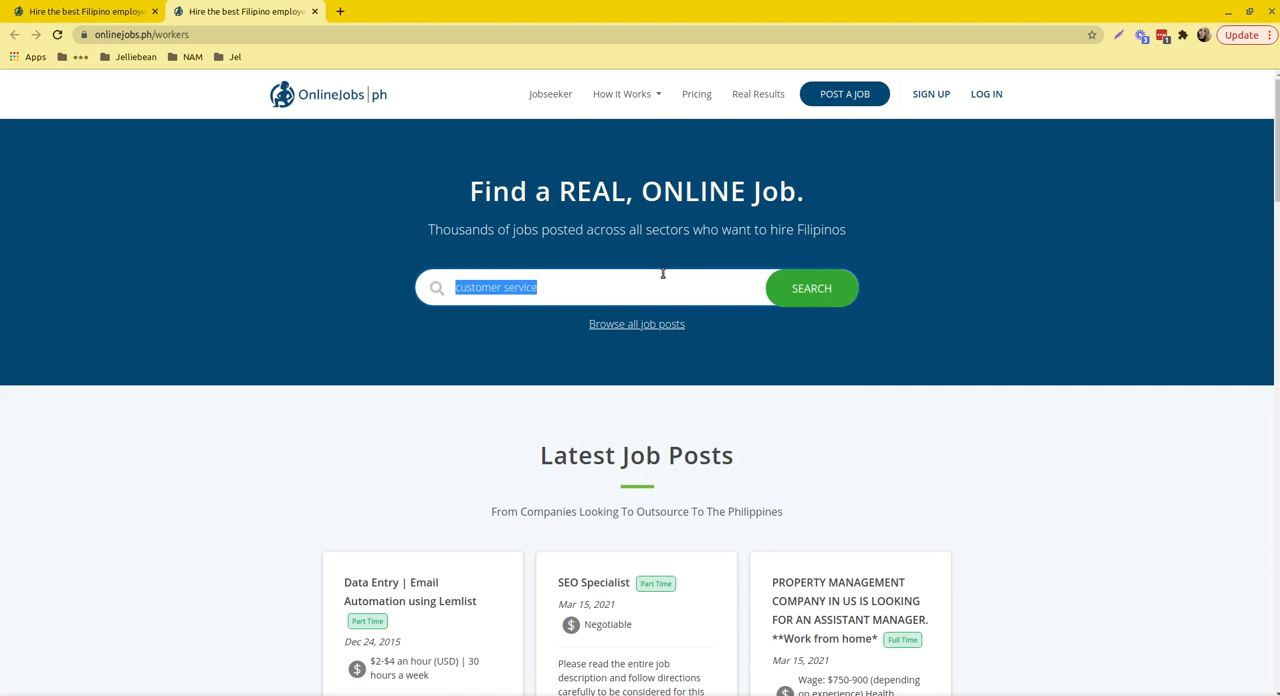 Hire the best Filipino employe
Hire the best Filipino employe
onlinejobs.ph/workers
Update
Apps
***
Jelliebean
NAM
Jel
OnlineJobs ph
Jobseeker
How it Works
Pricing
Real Results
POST A JOB
SIGN UP
LOG IN
Find a REAL, ONLINE Job.
Thousands of jobs posted across all sectors who want to hire Filipinos
customer service
SEARCH
Browse all job posts
Latest Job Posts
From Companies Looking To Outsource To The Philippines
Data Entry | Email
Automation using Lemlist
Part Time
Dec 24, 2015
$2-$4 an hour (USD) | 30
hours a week
SEO Specialist Part Time
Mar 15, 2021
Negotiable
Please read the entire job
description and follow directions
carefully to be considered for this
PROPERTY MANAGEMENT
COMPANY IN US IS LOOKING
FOR AN ASSISTANT MANAGER.
**Work from home* Full Time
Mar 15, 2021
Wage: $750-900 (depending
on experience) Health